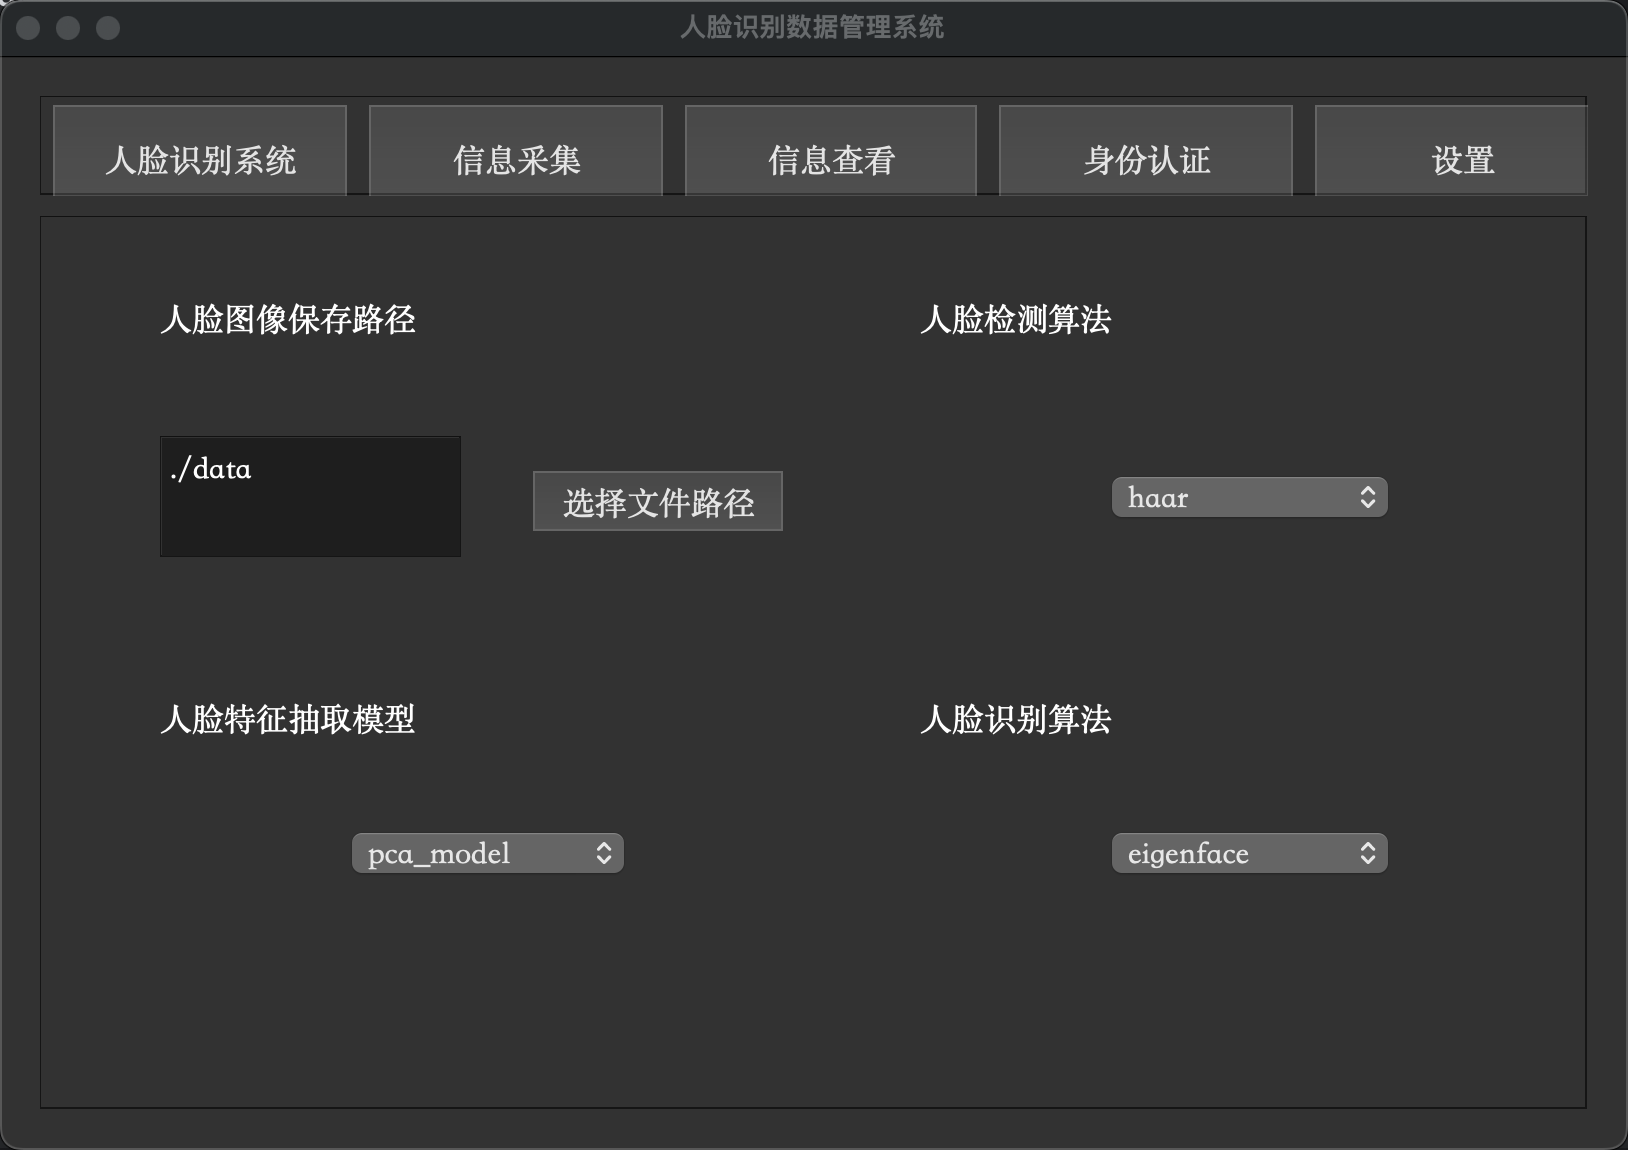 人脸识别数据管理系统
人脸识别系统 信息采集 信息查看 身份认证 设置
人脸图像保存路径 人脸检测算法
./data
选择文件路径 haar
人脸特征抽取模型 人脸识别算法
pca_model eigenface